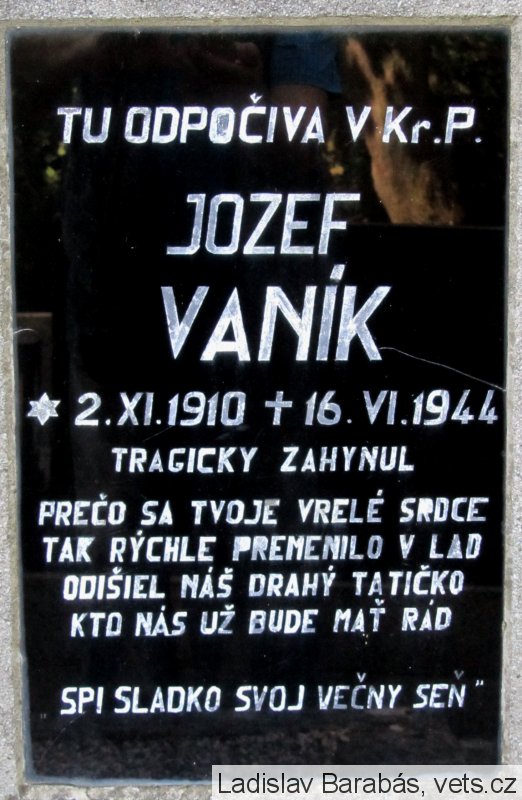 TU ODPOČIVA V Kr.P.
JOZEF
VANÍK
✡ 2.XI.1910 ✝ 16.VI.1944
TRAGICKY ZAHYNUL
PREČO SA TVOJE VRELÉ SRDCE
TAK RÝCHLE PREMENILO V LAD
ODIŠIEL NÁŠ DRAHÝ TATIČKO
KTO NÁS UŽ BUDE MAŤ RÁD
„SPI SLADKO SVOJ VEČNY SEŇ"
Ladislav Barabás, vets.cz